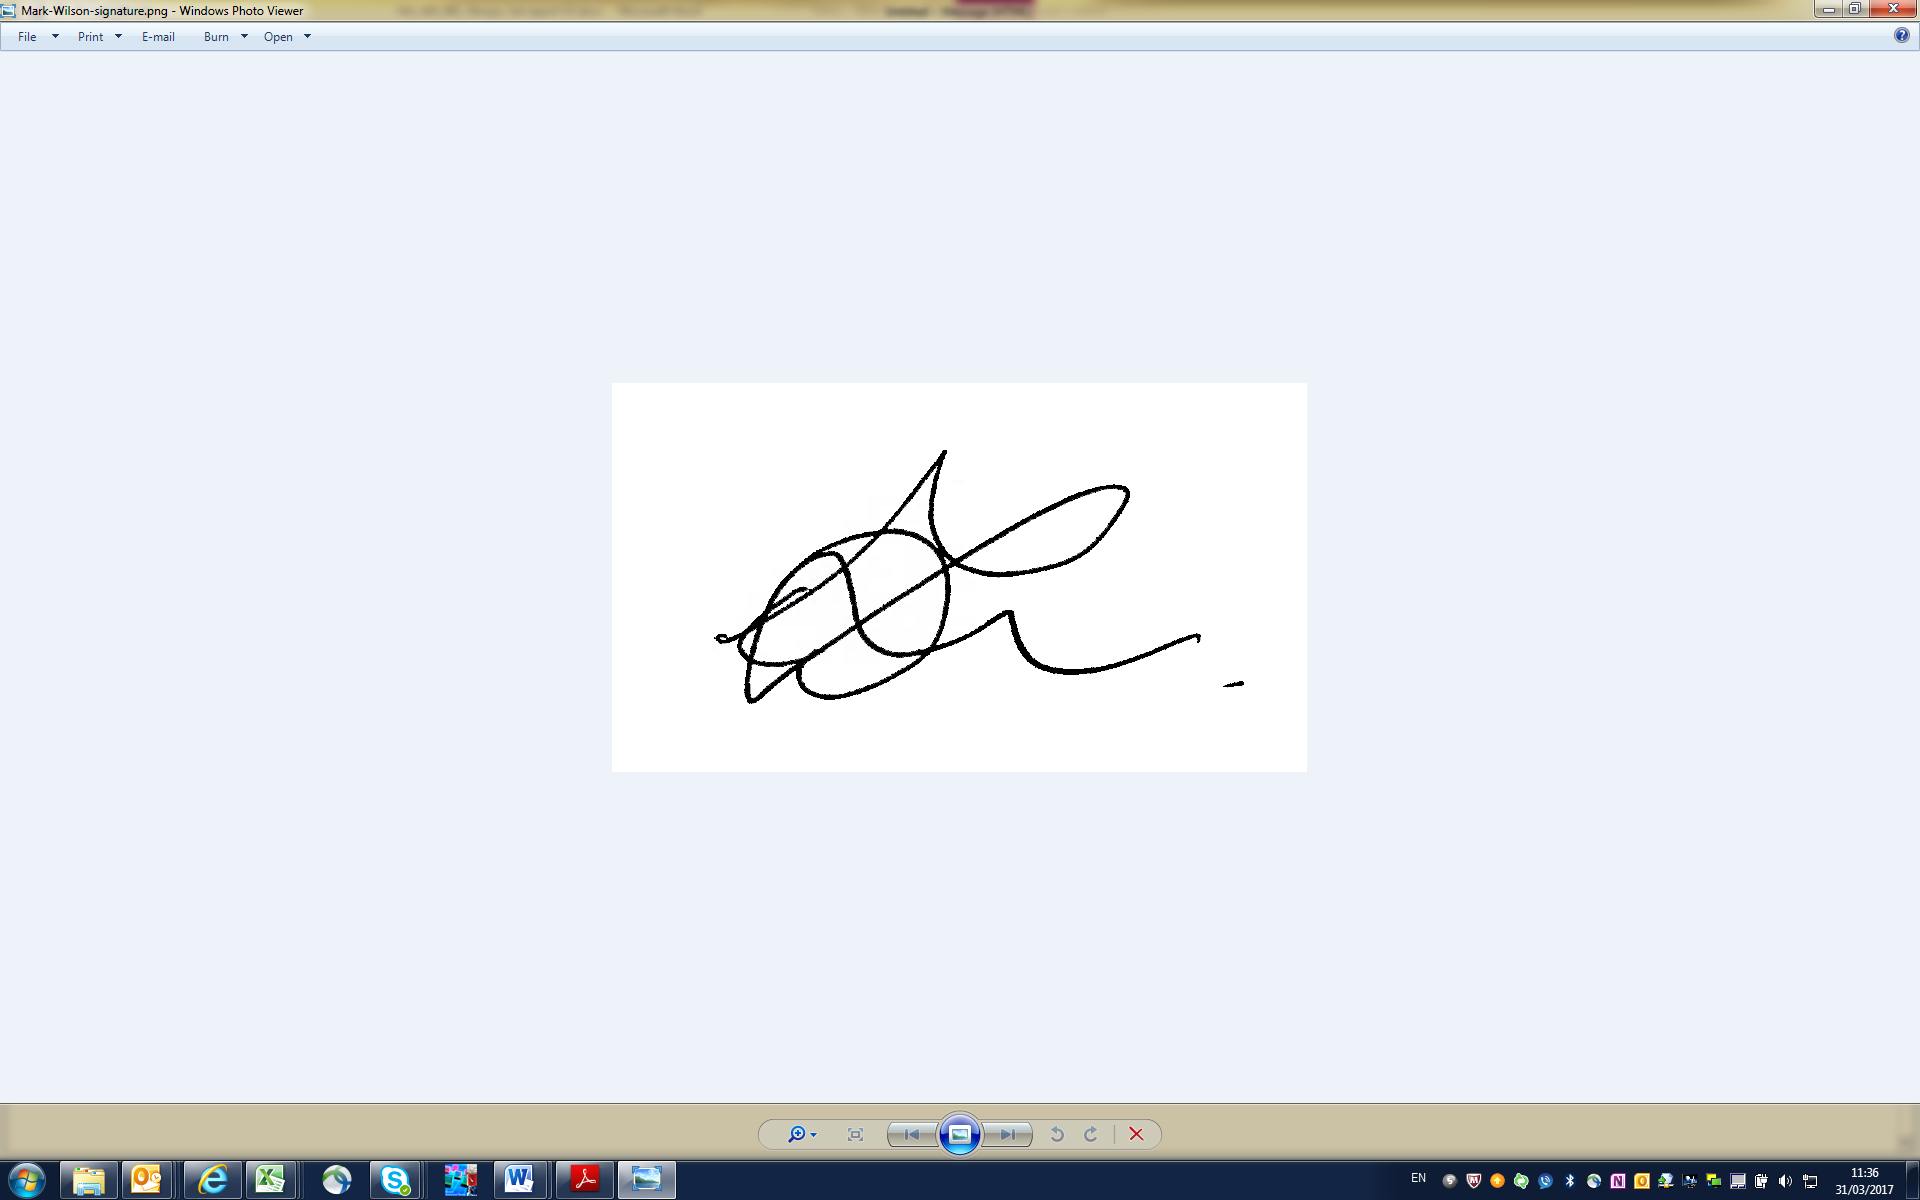 Mark-Wilson-signature.png - Windows Photo Viewer
File Print E-mail Burn Open
EN
11:36
31/03/2017